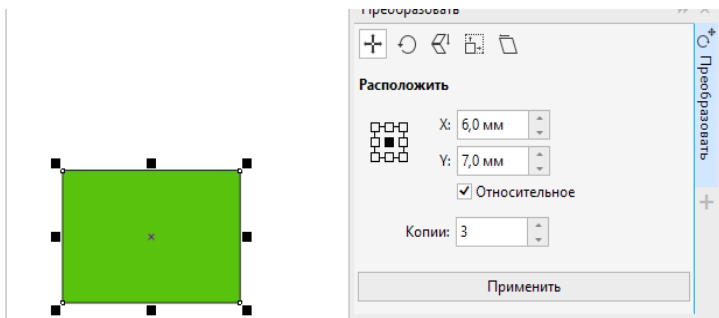 Преобразовать
Расположить
X: 6,0 мм
Y: 7,0 мм
Относительное
Копии: 3
Применить
Преобразовать